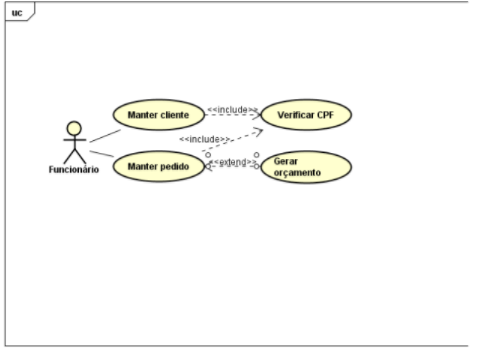 uc
Manter cliente
<<include>>
Verificar CPF
<<include>>
Funcionário
Manter pedido
<<extend>>
Gerar
orçamento